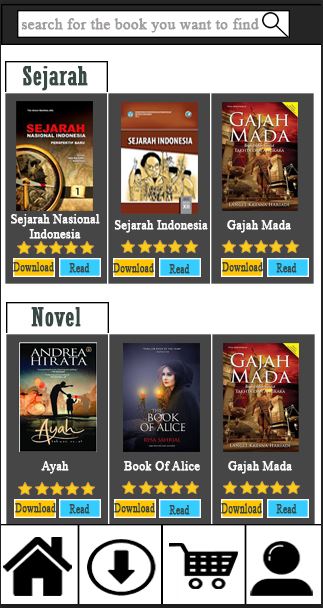 search for the book you want to find
Sejarah
SEJARAH
NASIONAL INDONESIA
PERSPEKTIF BARU
1
SEJARAH INDONESIA
XII
GAJAH
MADA
LANGIT KRESNA HARIADI
Sejarah Nasional
Indonesia
Sejarah Indonesia
Gajah Mada
Download
Read
Download
Read
Download
Read
Novel
ANDREA
HIRATA
Ayah
BOOK
OF ALICE
GAJAH
MADA
LANGIT KRESNA HARIADI
Ayah
Book Of Alice
Gajah Mada
Download
Read
Download
Read
Download
Read